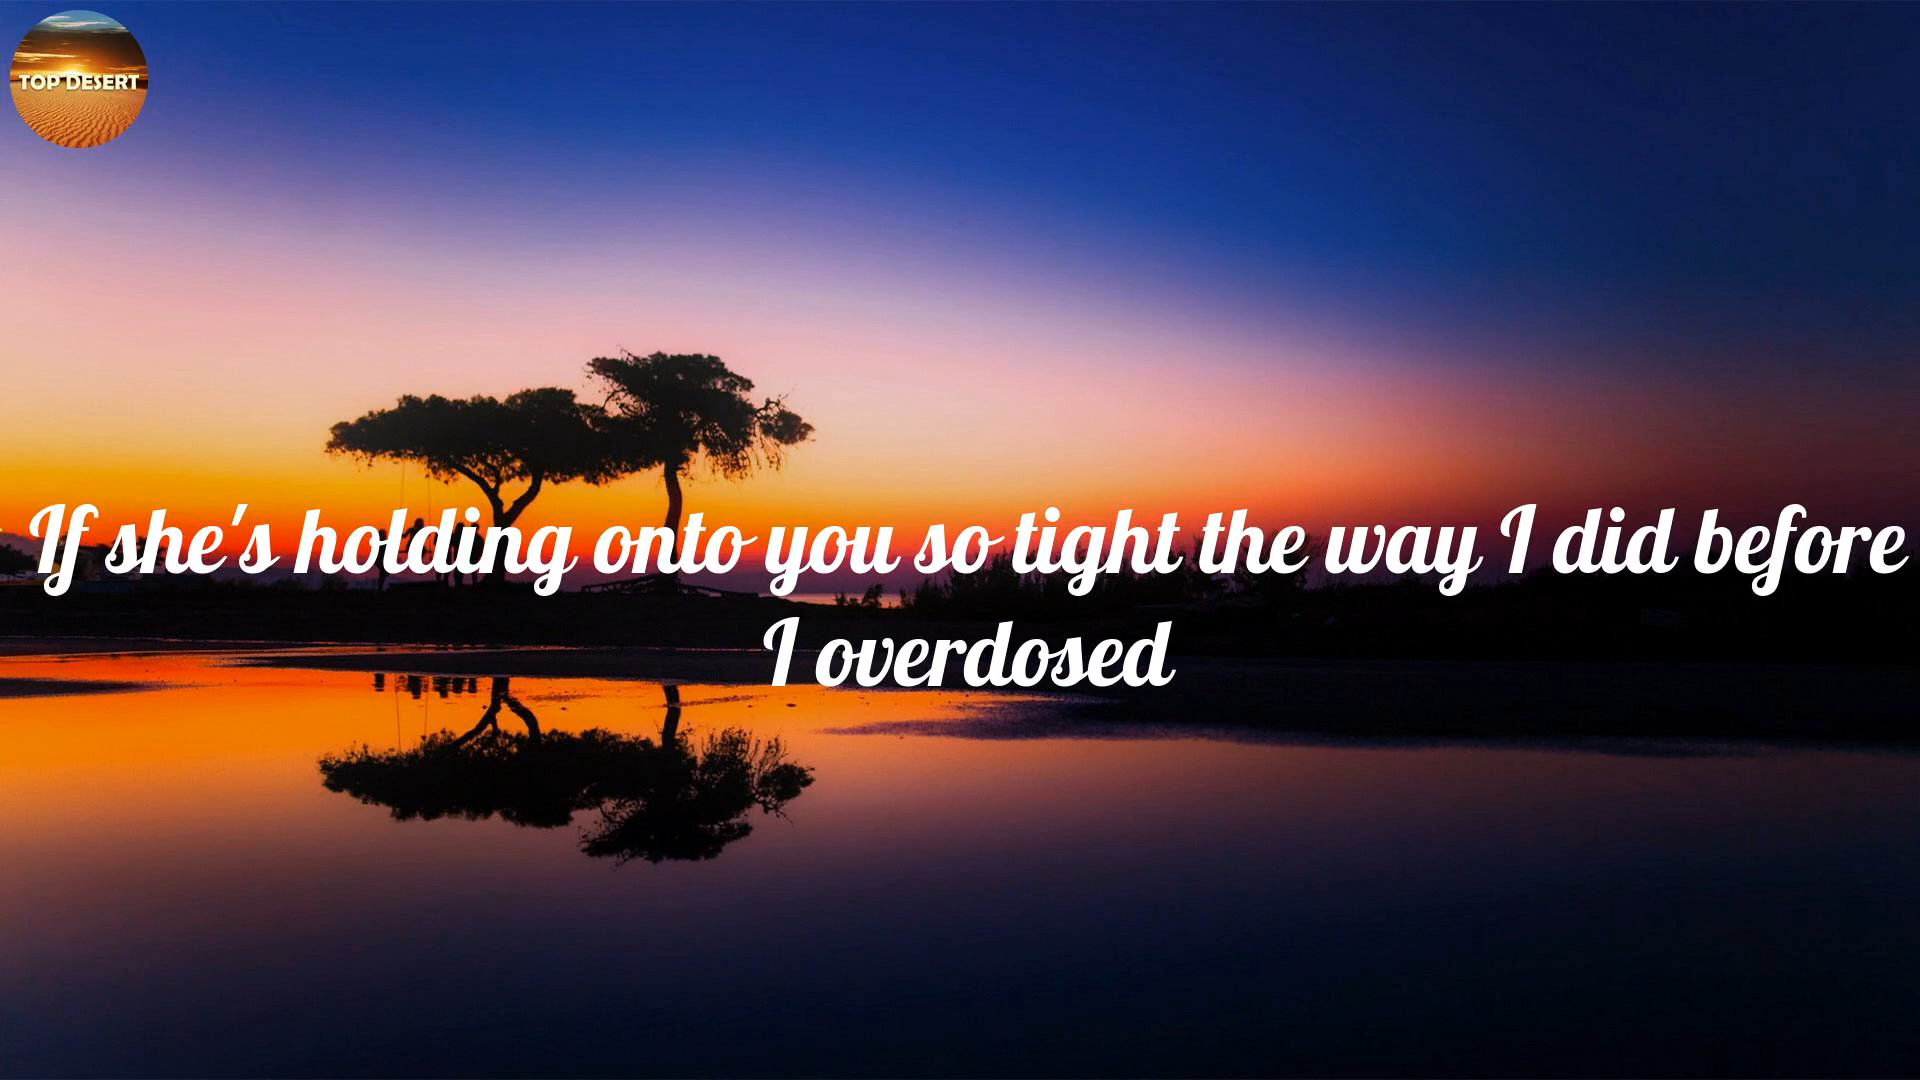 TOP DESERT
If she's holding onto you so tight the way I did before
I overdosed